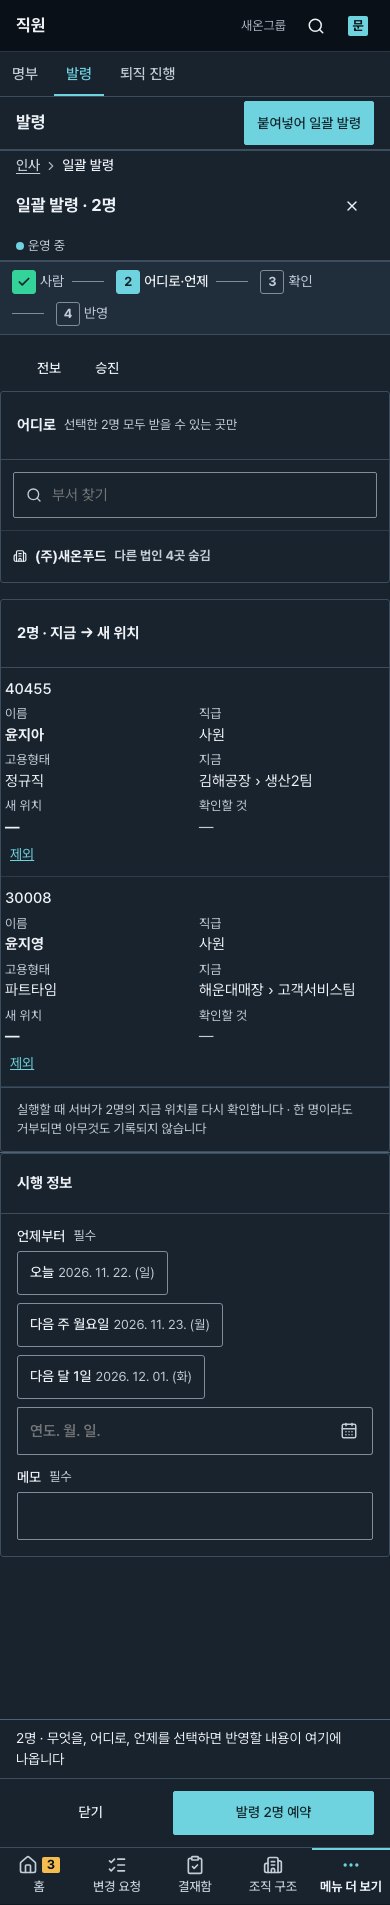 직원
새온그룹
문
명부
발령
퇴직 진행
발령
붙여넣어 일괄 발령
인사 › 일괄 발령
일괄 발령 · 2명
운영 중
사람
2 어디로·언제
3 확인
4 반영
전보
승진
어디로 선택한 2명 모두 받을 수 있는 곳만
부서 찾기
(주)새온푸드 다른 법인 4곳 숨김
2명 · 지금 → 새 위치
40455
이름 직급
윤지아 사원
고용형태 지금
정규직 김해공장 › 생산2팀
새 위치 확인할 것
— —
제외
30008
이름 직급
윤지영 사원
고용형태 지금
파트타임 해운대매장 › 고객서비스팀
새 위치 확인할 것
— —
제외
실행할 때 서버가 2명의 지금 위치를 다시 확인합니다 · 한 명이라도
거부되면 아무것도 기록되지 않습니다
시행 정보
언제부터 필수
오늘 2026. 11. 22. (일)
다음 주 월요일 2026. 11. 23. (월)
다음 달 1일 2026. 12. 01. (화)
연도. 월. 일.
메모 필수
2명 · 무엇을, 어디로, 언제를 선택하면 반영할 내용이 여기에
나옵니다
닫기
발령 2명 예약
3
홈
변경 요청
결재함
조직 구조
메뉴 더 보기